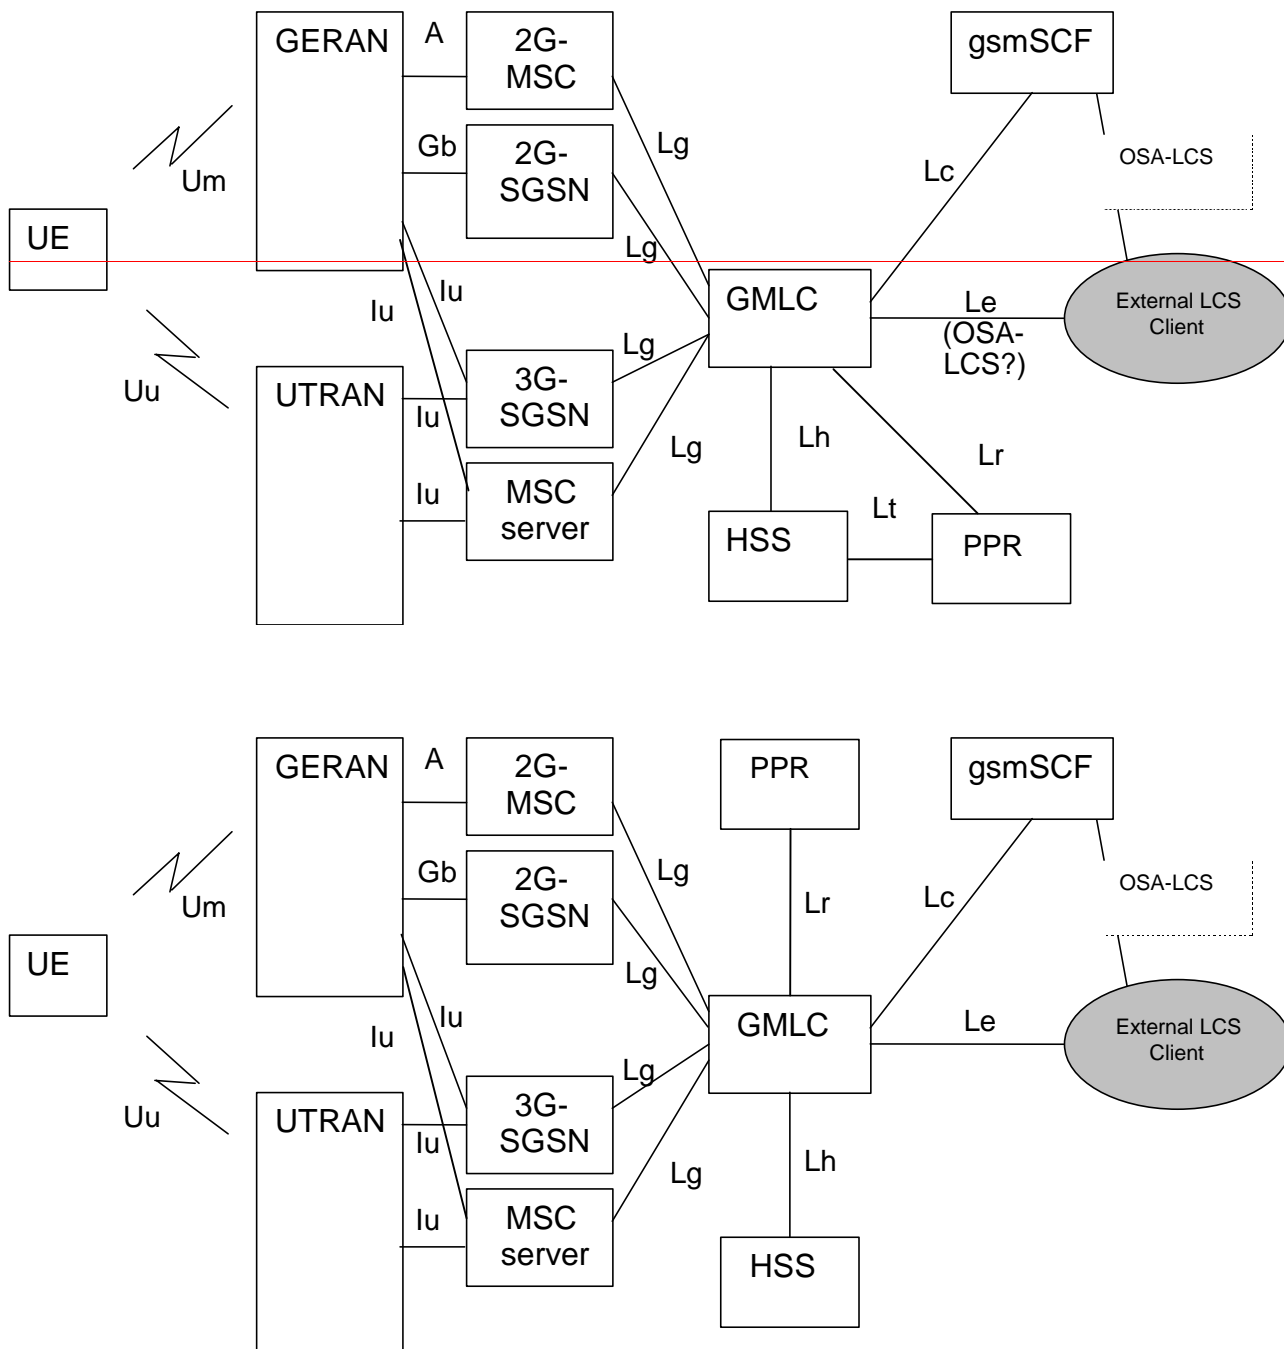 GERAN
A
2G-
MSC
gsmSCF
Gb
2G-
SGSN
Lg
Lc
OSA-LCS
Um
UE
Lg
Iu
Iu
GMLC
Le
(OSA-
LCS?)
External LCS
Client
Uu
UTRAN
Lg
3G-
SGSN
Iu
Lg
Lh
Lr
Iu
MSC
server
Lt
HSS
PPR
GERAN
A
2G-
MSC
PPR
gsmSCF
Gb
2G-
SGSN
Lg
Lr
Lc
OSA-LCS
Um
UE
Lg
Iu
Iu
GMLC
Le
External LCS
Client
Uu
UTRAN
Lg
3G-
SGSN
Iu
Lg
Lh
Iu
MSC
server
HSS